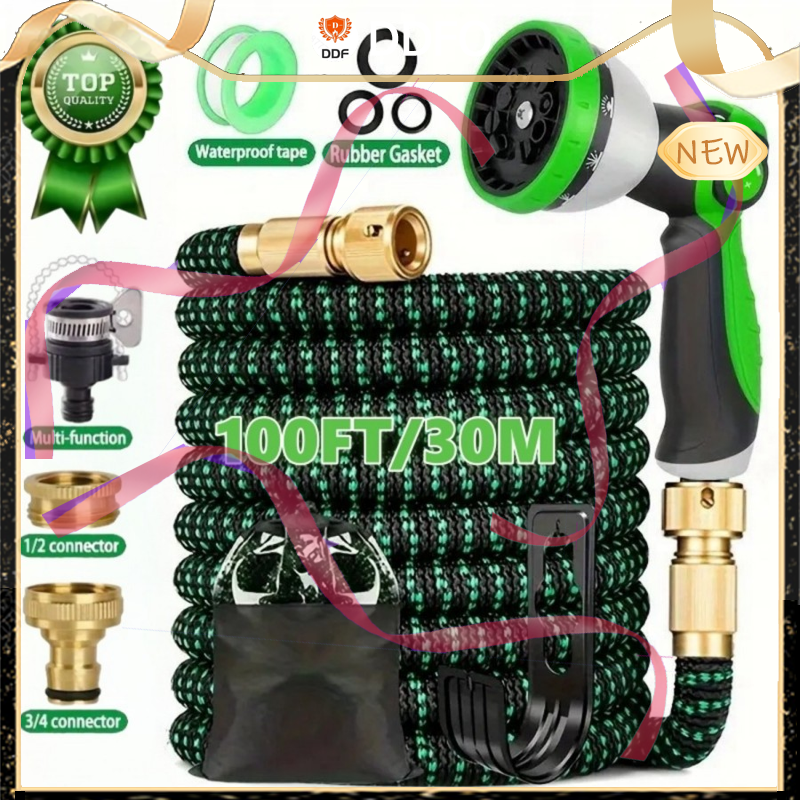 DDF
TOP
QUALITY
Waterproof tape
Rubber Gasket
NEW
Multi-function
100FT/30M
1/2 connector
3/4 connector